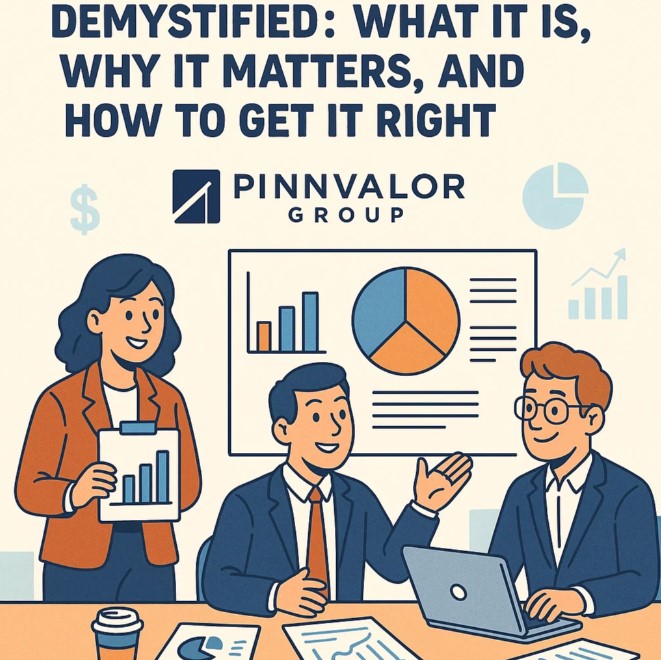 DEMYSTIFIED: WHAT IT IS,
WHY IT MATTERS, AND
HOW TO GET IT RIGHT
PINNVALOR
GROUP
$